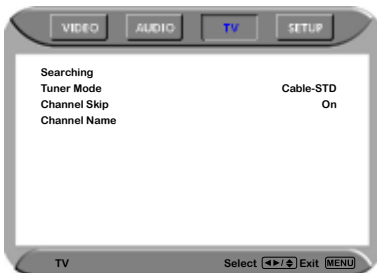 VIDEO AUDIO TV SETUP
Searching
Tuner Mode Cable-STD
Channel Skip On
Channel Name
TV Select ◄►/▲▼ Exit MENU